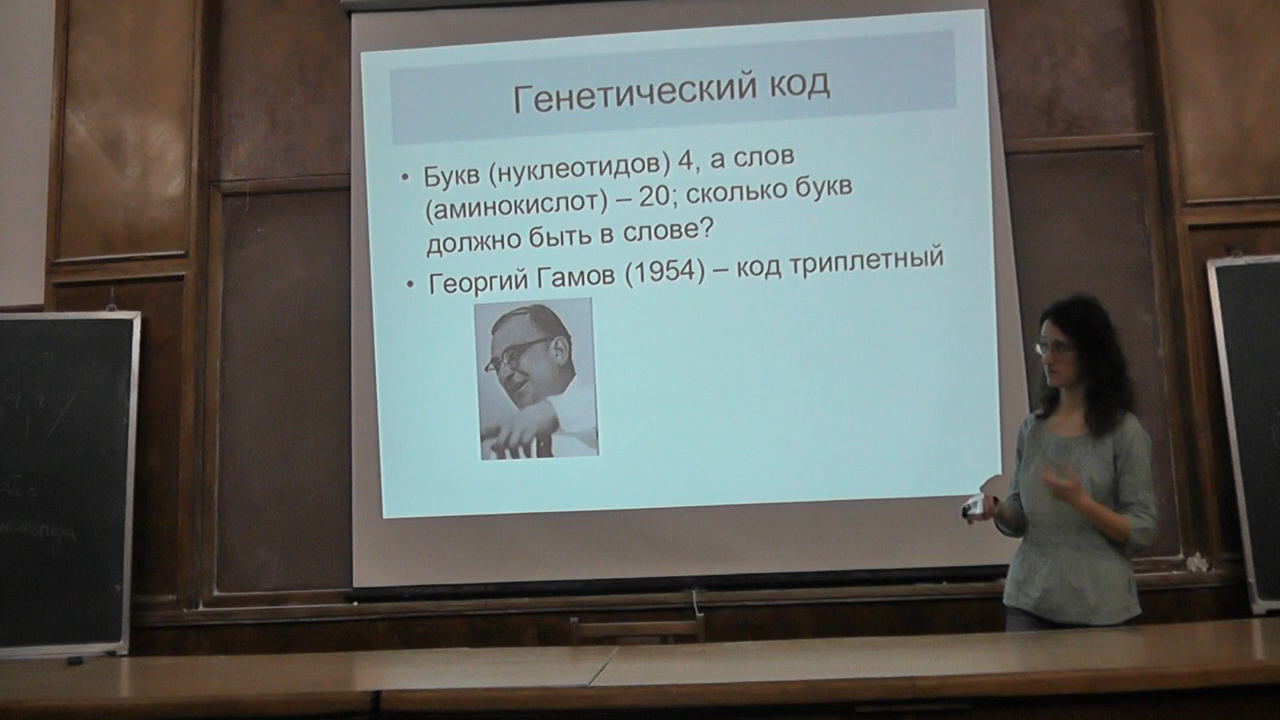 Генетический код
• Букв (нуклеотидов) 4, а слов
(аминокислот) – 20; сколько букв
должно быть в слове?
• Георгий Гамов (1954) – код триплетный